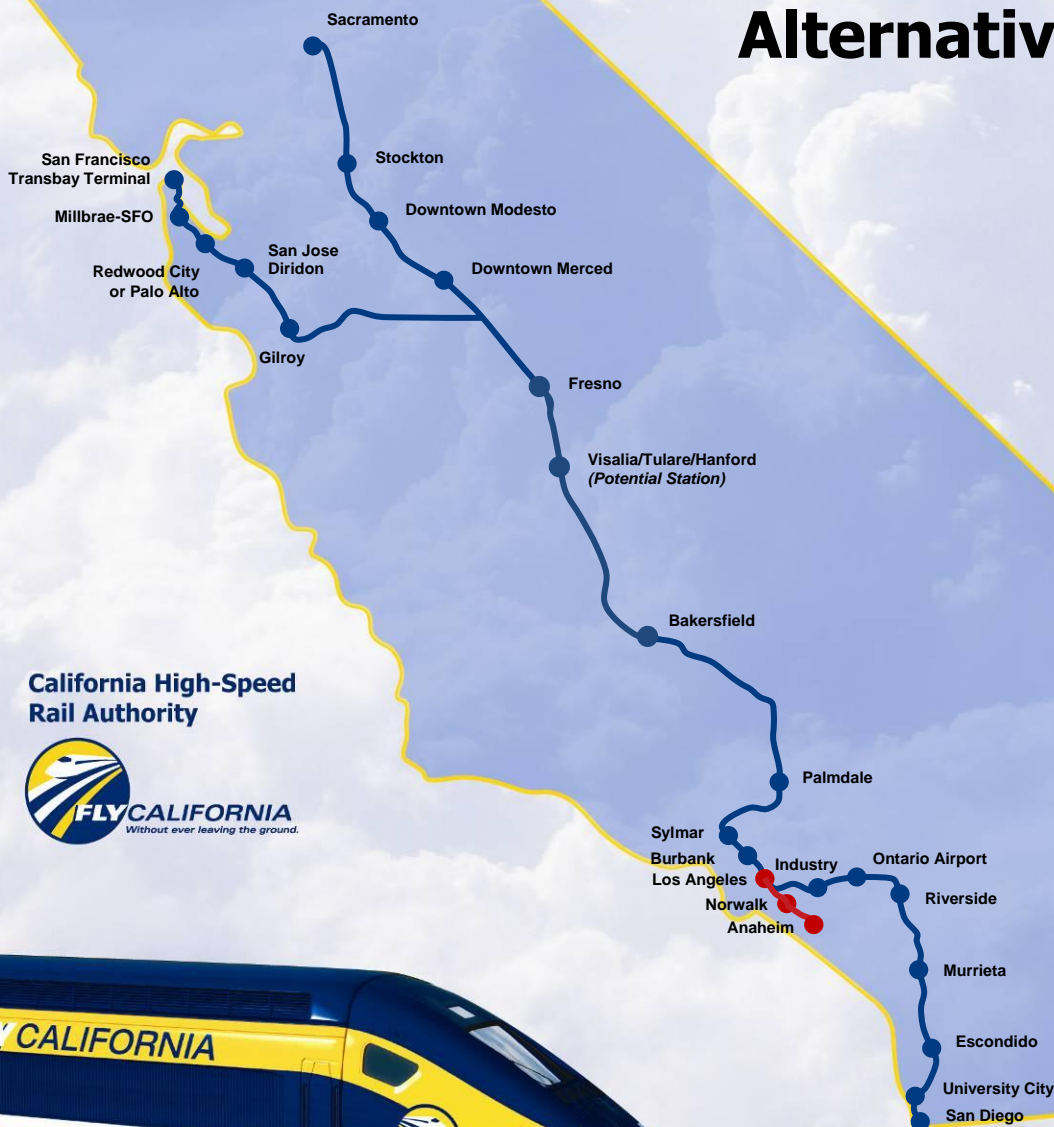 Alternativ
Sacramento
San Francisco
Transbay Terminal
Stockton
Millbrae-SFO
Downtown Modesto
San Jose
Diridon
Redwood City
or Palo Alto
Downtown Merced
Gilroy
Fresno
Visalia/Tulare/Hanford
(Potential Station)
Bakersfield
California High-Speed
Rail Authority
FLYCALIFORNIA
Without ever leaving the ground.
Palmdale
Sylmar
Burbank
Industry
Ontario Airport
Los Angeles
Riverside
Norwalk
Anaheim
Murrieta
Escondido
University City
San Diego
CALIFORNIA